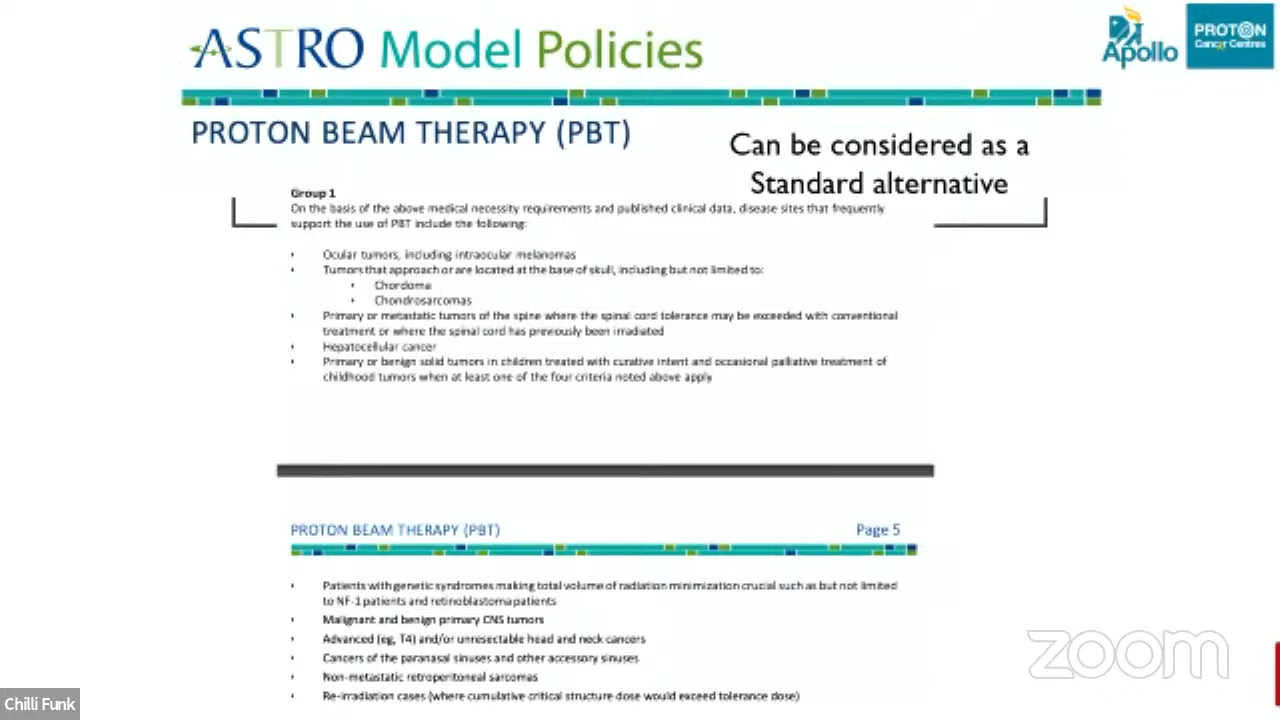 ASTRO Model Policies
Apollo
PROTON
Cancer Centres
PROTON BEAM THERAPY (PBT)
Can be considered as a
Standard alternative
Group 1
On the basis of the above medical necessity requirements and published clinical data, disease sites that frequently
support the use of PBT include the following:
• Ocular tumors, including intraocular melanomas
• Tumors that approach or are located at the base of skull, including but not limited to:
• Chordoma
• Chondrosarcomas
• Primary or metastatic tumors of the spine where the spinal cord tolerance may be exceeded with conventional
treatment or where the spinal cord has previously been irradiated
• Hepatocellular cancer
• Primary or benign solid tumors in children treated with curative intent and occasional palliative treatment of
childhood tumors when at least one of the four criteria noted above apply
PROTON BEAM THERAPY (PBT)
Page 5
• Patients with genetic syndromes making total volume of radiation minimization crucial such as but not limited
to NF-1 patients and retinoblastoma patients
• Malignant and benign primary CNS tumors
• Advanced (eg, T4) and/or unresectable head and neck cancers
• Cancers of the paranasal sinuses and other accessory sinuses
• Non-metastatic retroperitoneal sarcomas
• Re-irradiation cases (where cumulative critical structure dose would exceed tolerance dose)
zoom
Chilli Funk